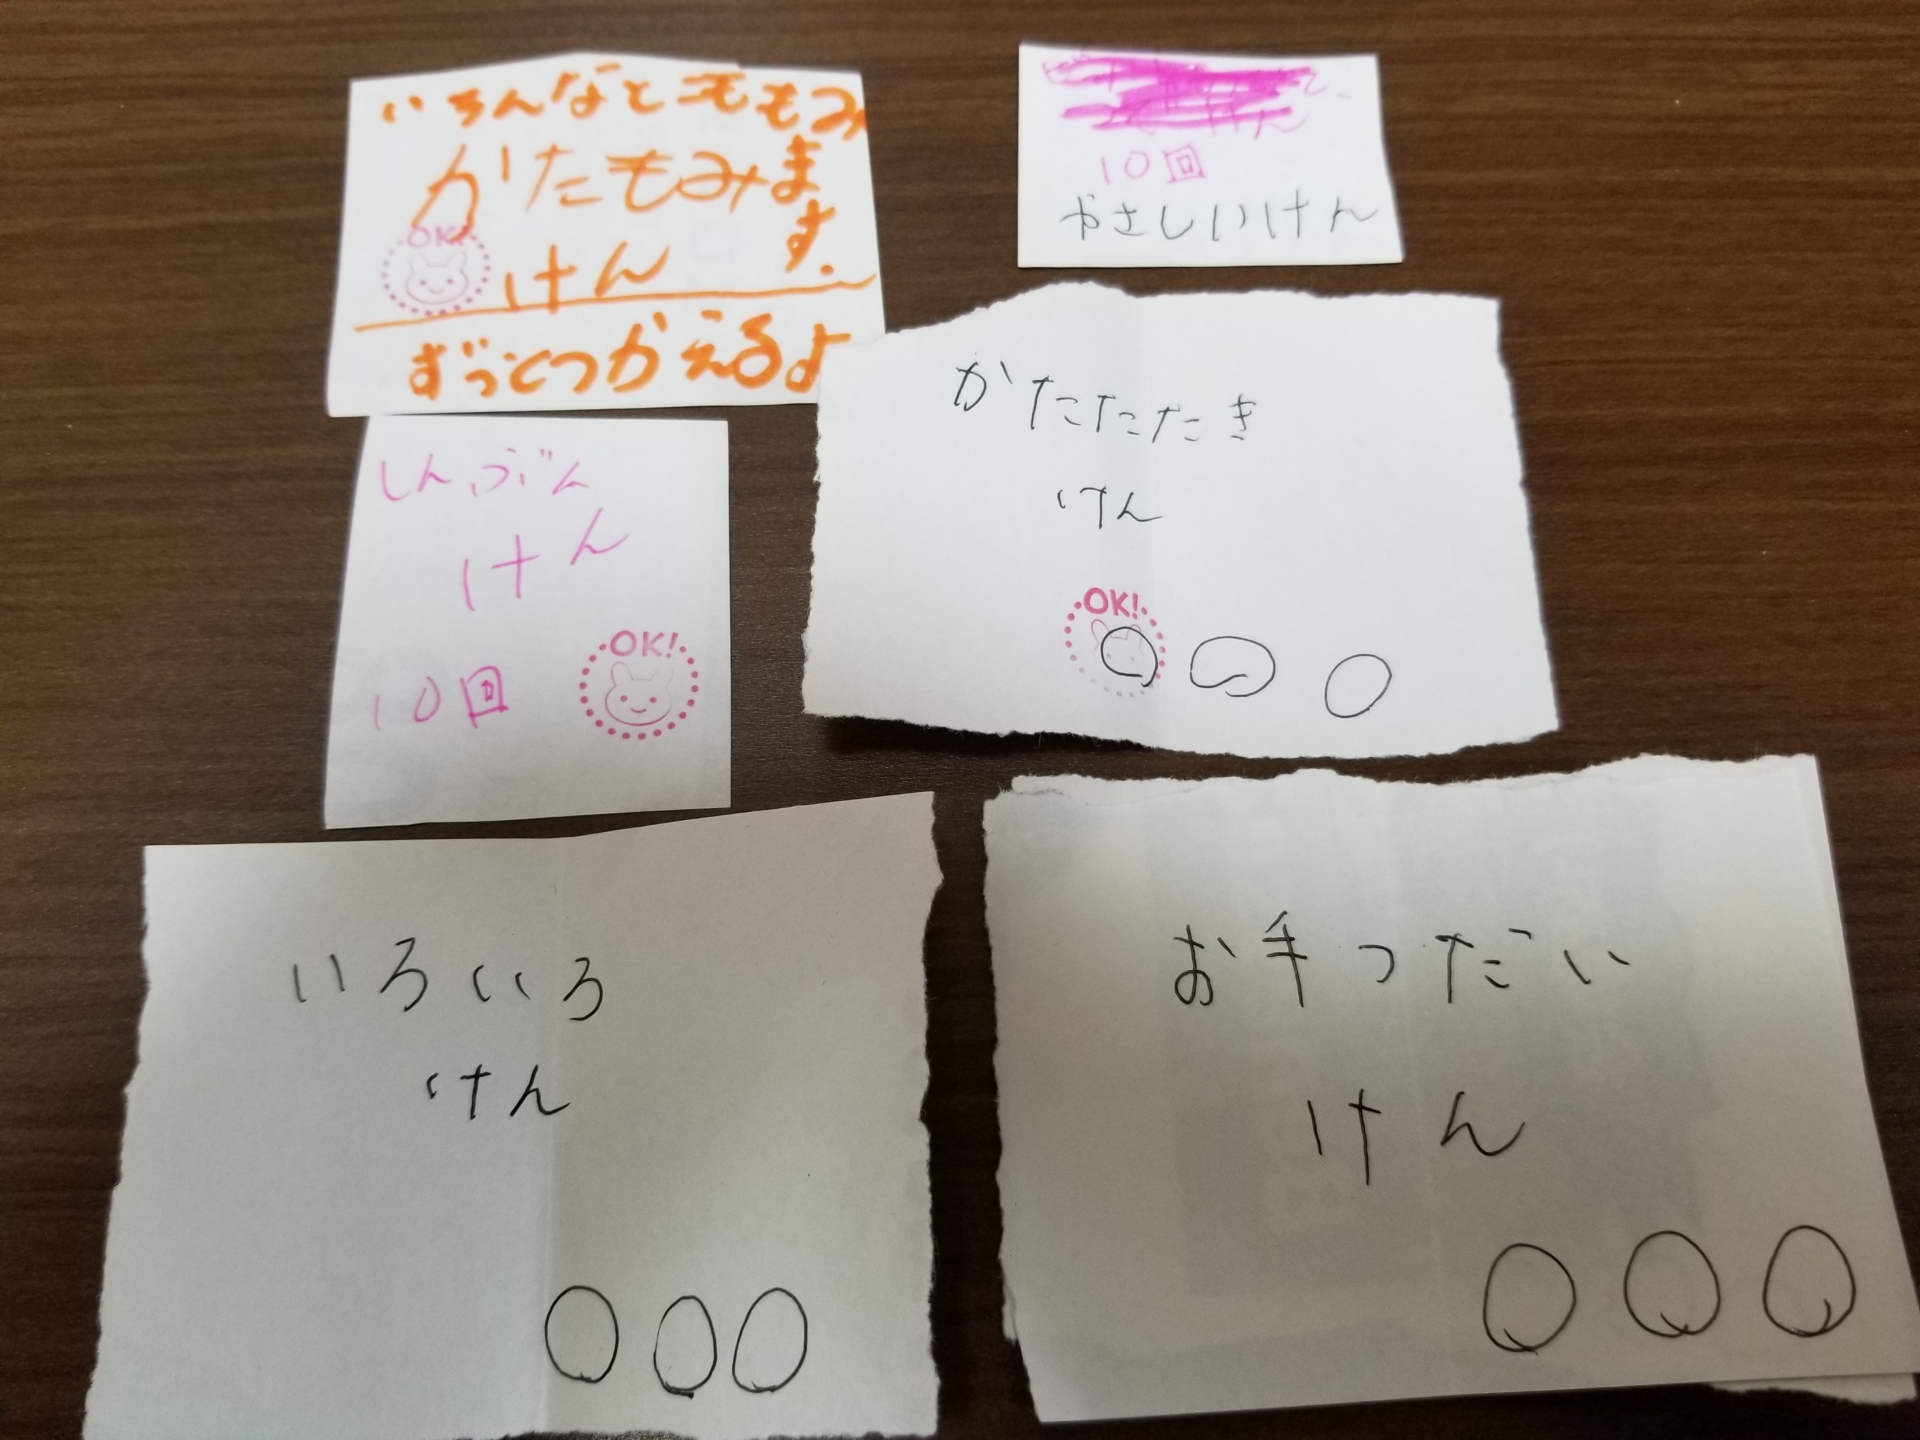 いろんなところももみ
ます.
かたもみ
けん
OK!
ずっとつかえるよ
10回
やさしいけん
しんぶん
けん
10回
OK!
かたたたき
けん
OK!
いろいろ
けん
お手つだい
けん